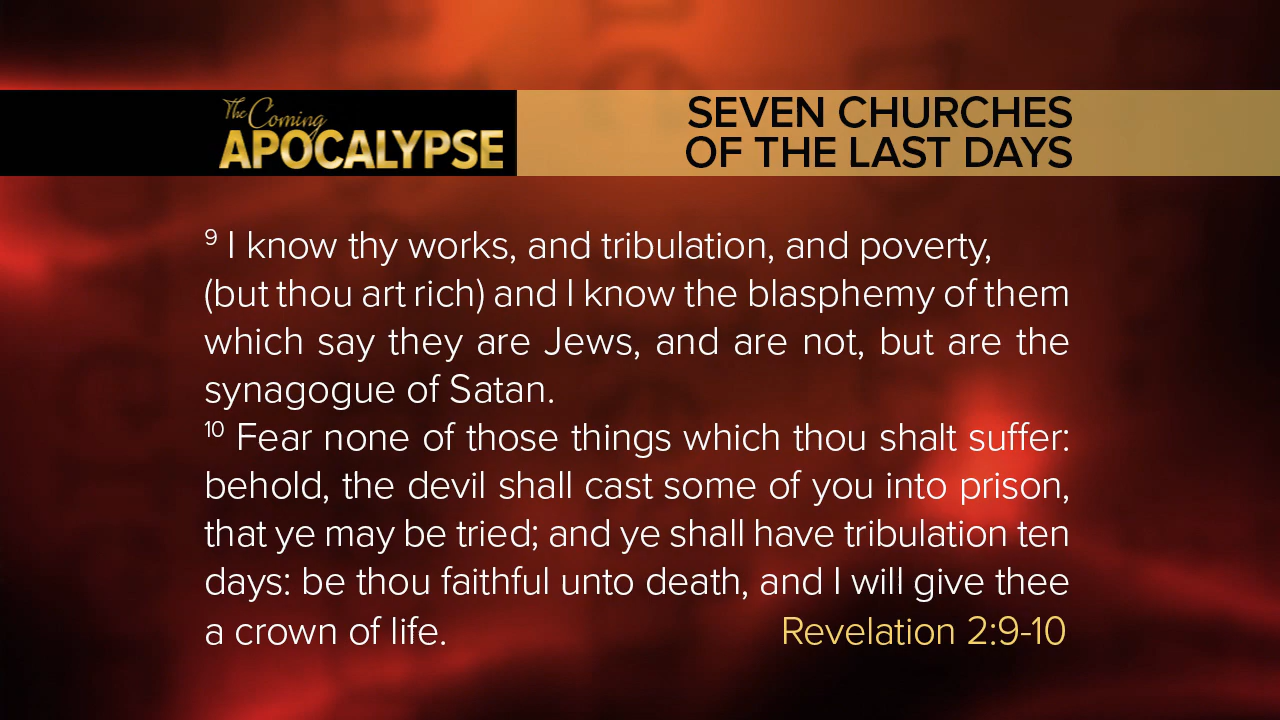 The Coming
APOCALYPSE
SEVEN CHURCHES
OF THE LAST DAYS
9 I know thy works, and tribulation, and poverty,
(but thou art rich) and I know the blasphemy of them
which say they are Jews, and are not, but are the
synagogue of Satan.
10 Fear none of those things which thou shalt suffer:
behold, the devil shall cast some of you into prison,
that ye may be tried; and ye shall have tribulation ten
days: be thou faithful unto death, and I will give thee
a crown of life.
Revelation 2:9-10